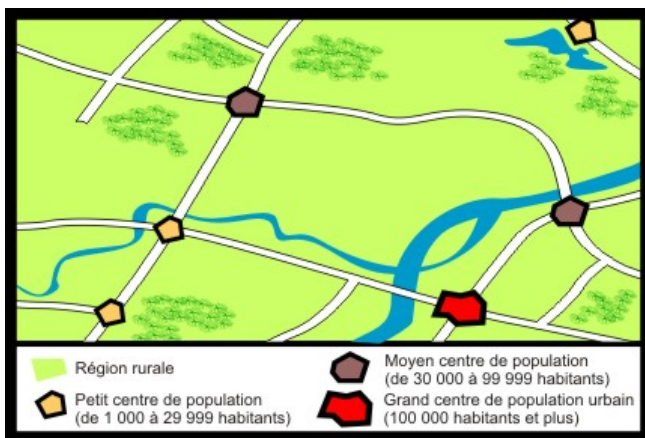 Région rurale
Petit centre de population
(de 1 000 à 29 999 habitants)
Moyen centre de population
(de 30 000 à 99 999 habitants)
Grand centre de population urbain
(100 000 habitants et plus)